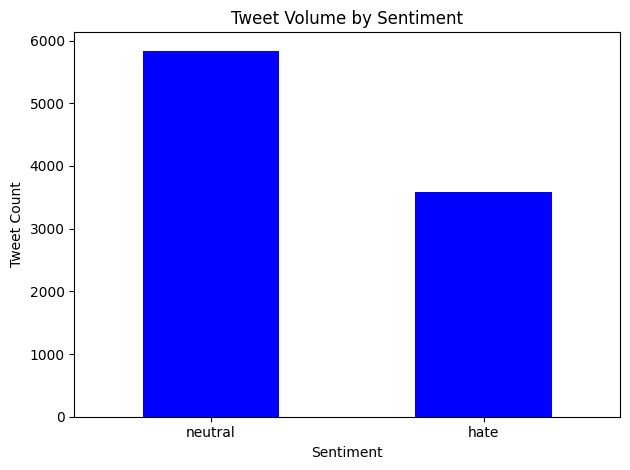 Tweet Volume by Sentiment
6000
5000
4000
3000
2000
1000
0
Tweet Count
neutral hate
Sentiment